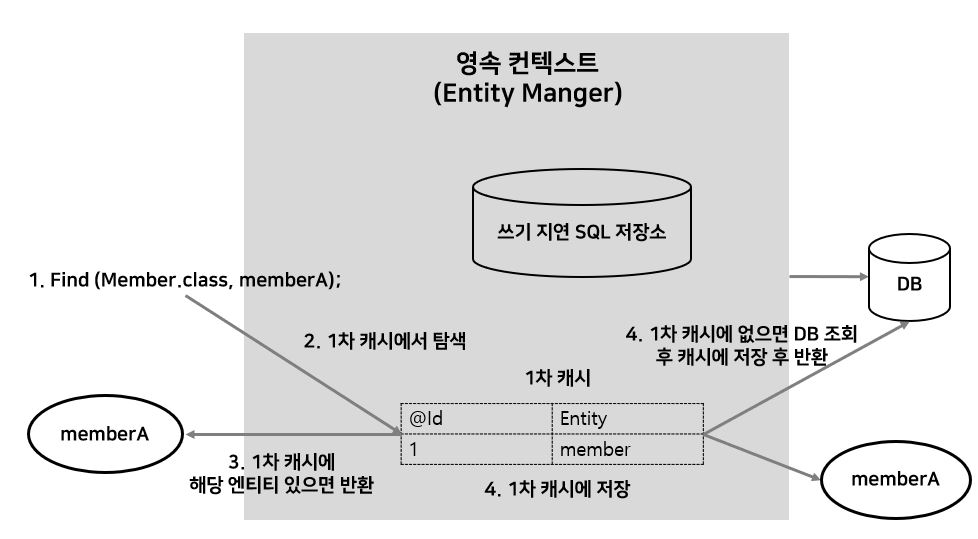 영속 컨텍스트
(Entity Manger)
쓰기 지연 SQL 저장소
DB
1. Find (Member.class, memberA);
2. 1차 캐시에서 탐색
4. 1차 캐시에 없으면 DB 조회
후 캐시에 저장 후 반환
1차 캐시
@Id Entity
1 member
memberA
3. 1차 캐시에
해당 엔티티 있으면 반환
4. 1차 캐시에 저장
memberA